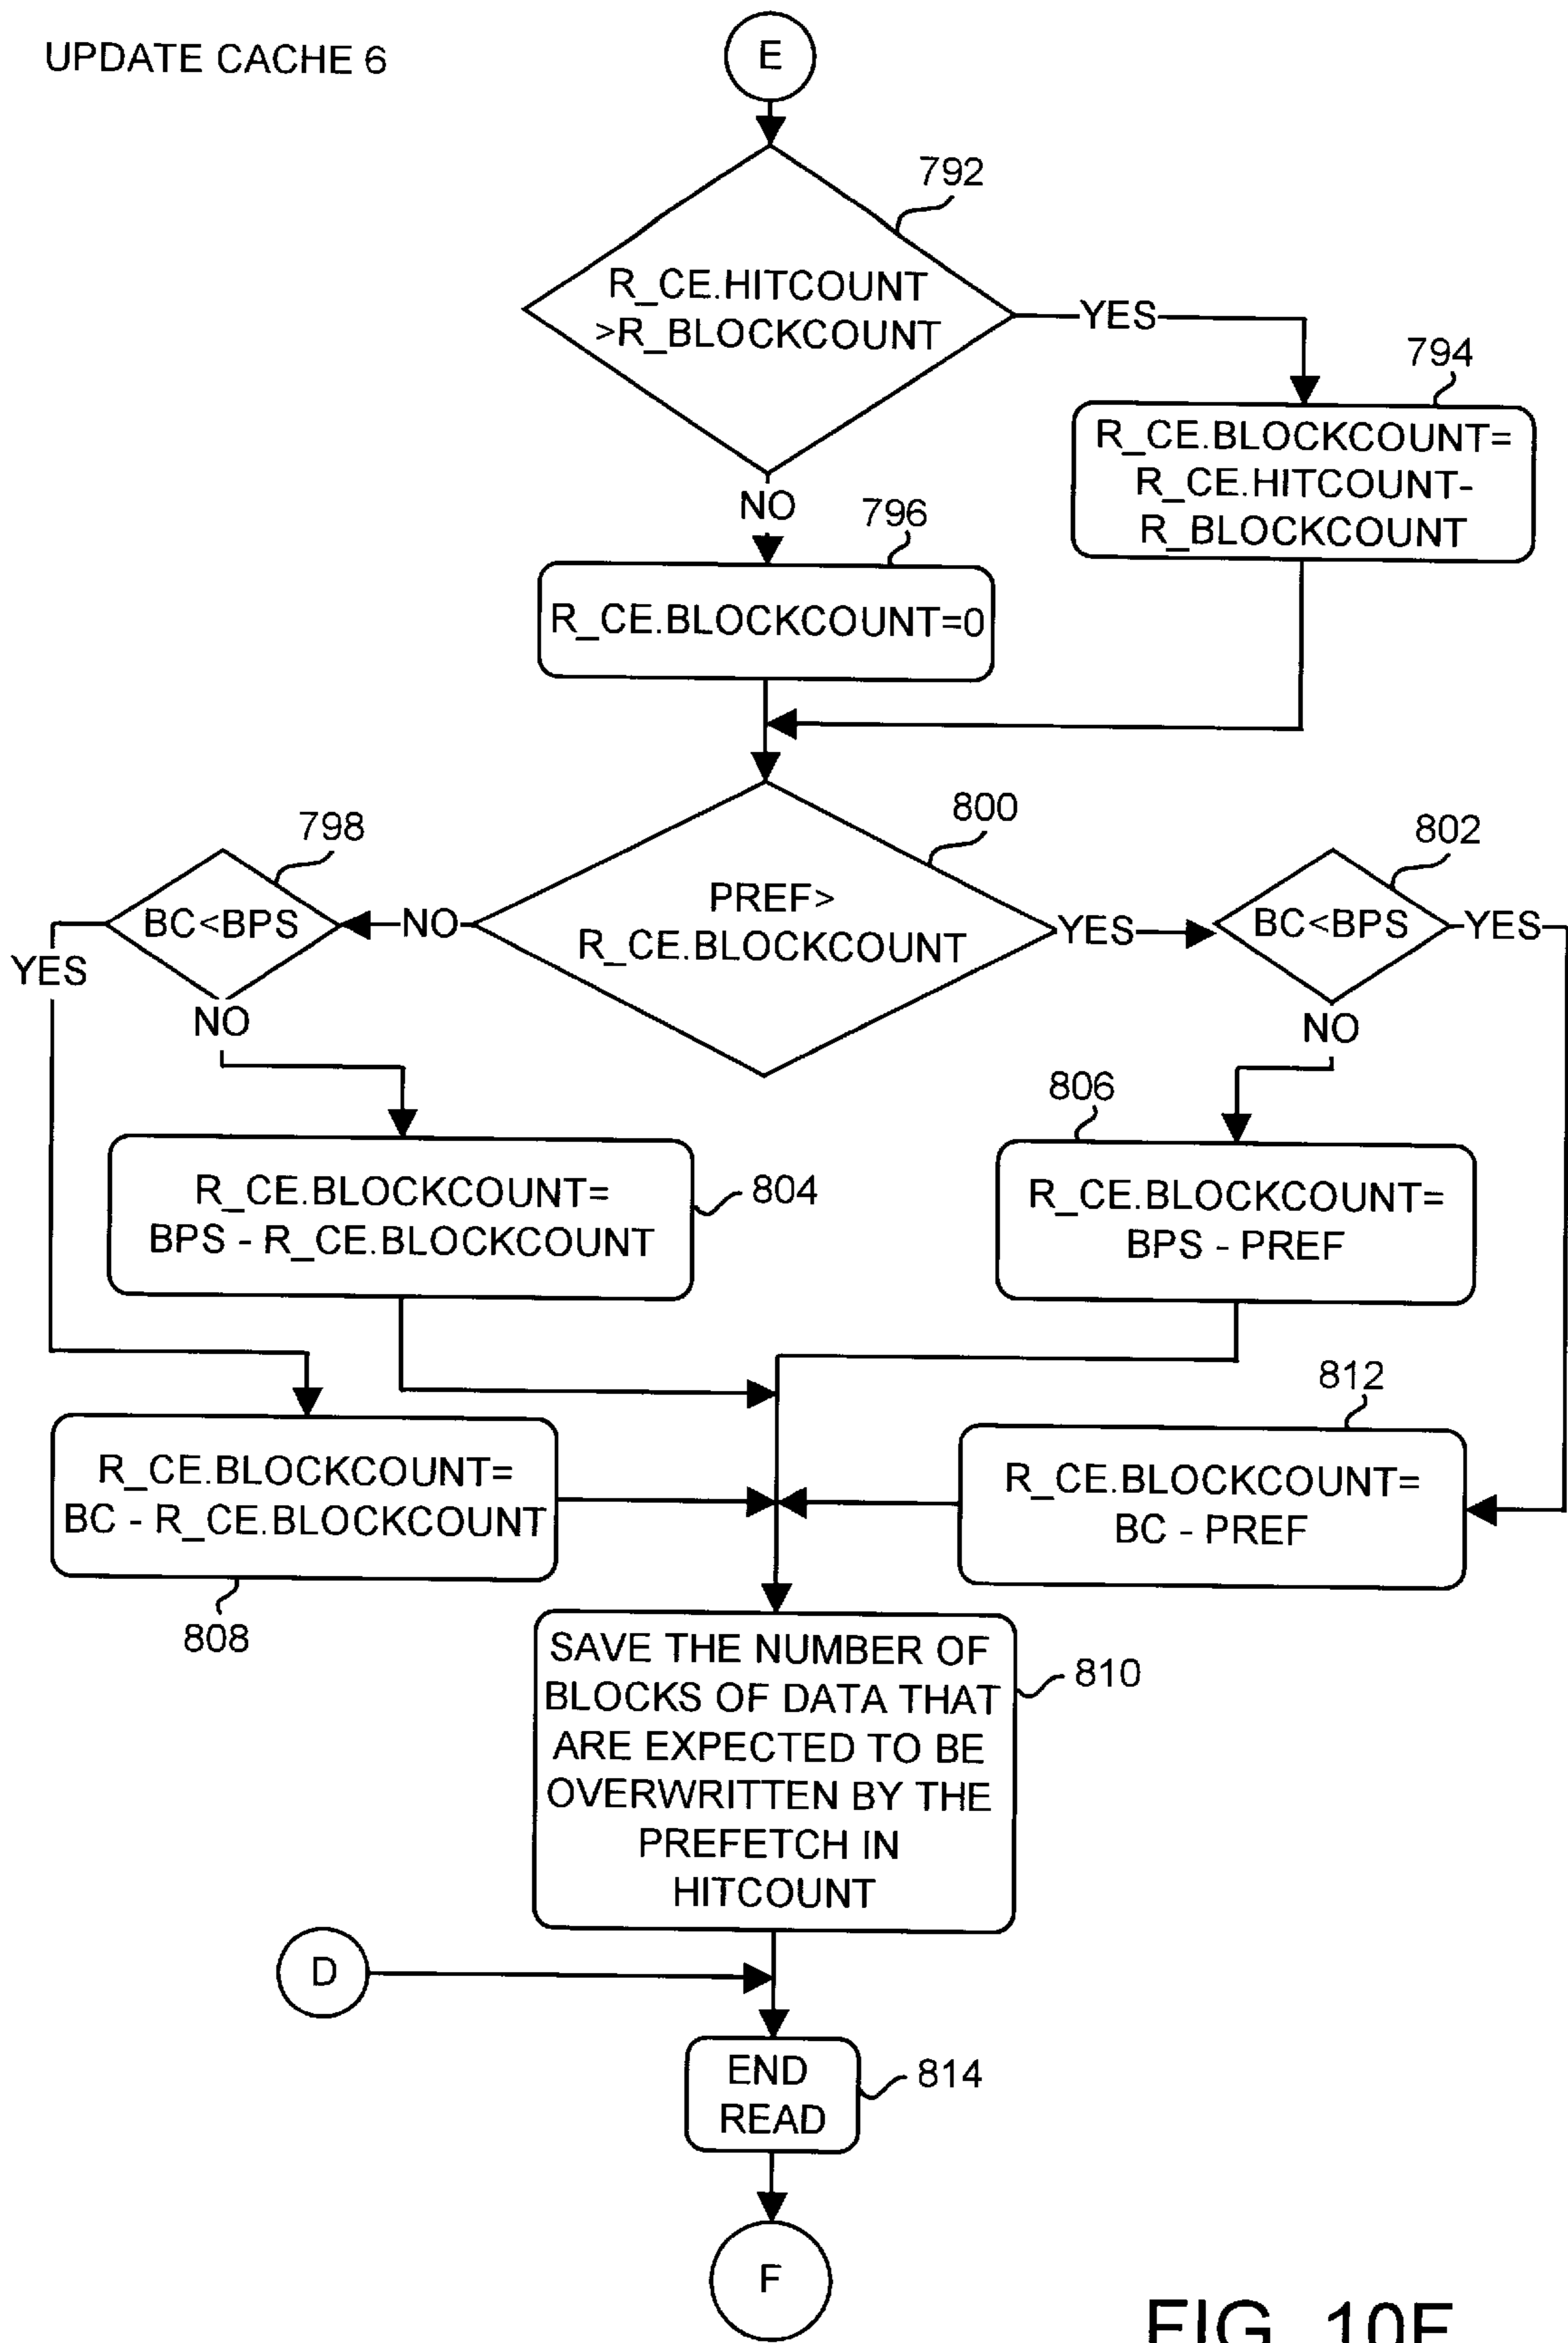 UPDATE CACHE 6
E
792
R_CE.HITCOUNT
>R_BLOCKCOUNT
YES
794
R_CE.BLOCKCOUNT=
R_CE.HITCOUNT-
R_BLOCKCOUNT
NO
796
R_CE.BLOCKCOUNT=0
798
800
802
BC<BPS
NO
PREF>
R_CE.BLOCKCOUNT
YES
BC<BPS
YES
YES
NO
NO
806
R_CE.BLOCKCOUNT=
BPS - R_CE.BLOCKCOUNT
804
R_CE.BLOCKCOUNT=
BPS - PREF
812
R_CE.BLOCKCOUNT=
BC - R_CE.BLOCKCOUNT
R_CE.BLOCKCOUNT=
BC - PREF
808
SAVE THE NUMBER OF
BLOCKS OF DATA THAT
ARE EXPECTED TO BE
OVERWRITTEN BY THE
PREFETCH IN
HITCOUNT
810
D
END
READ
814
F
FIG.